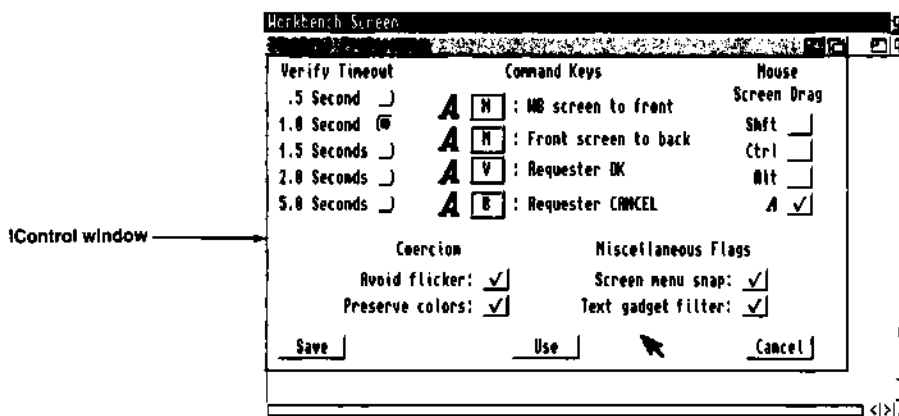 Workbench Screen
Verify Timeout Command Keys Mouse
Screen Drag
.5 Second A N : WB screen to front
1.0 Second A M : Front screen to back Shft
1.5 Seconds A V : Requester OK Ctrl
2.0 Seconds Alt
5.0 Seconds A B : Requester CANCEL A
IControl window
Coercion Miscellaneous Flags
Avoid flicker: Screen menu snap:
Preserve colors: Text gadget filter:
Save Use Cancel